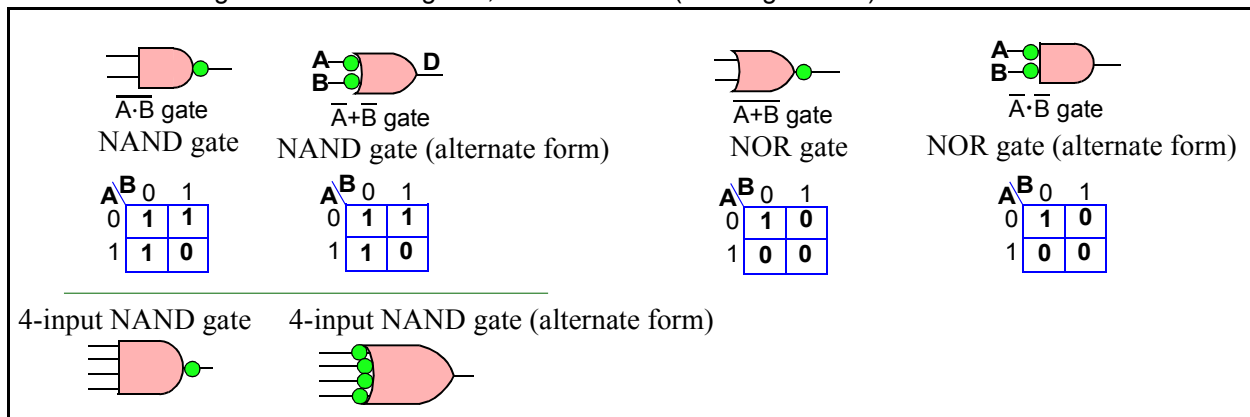 A B D
A·B gate
A̅+B̅ gate
A+B gate
A B
A̅·B̅ gate
NAND gate
NAND gate (alternate form)
NOR gate
NOR gate (alternate form)
A B 0 1
0 1 1
1 1 0
A B 0 1
0 1 1
1 1 0
A B 0 1
0 1 0
1 0 0
A B 0 1
0 1 0
1 0 0
4-input NAND gate
4-input NAND gate (alternate form)